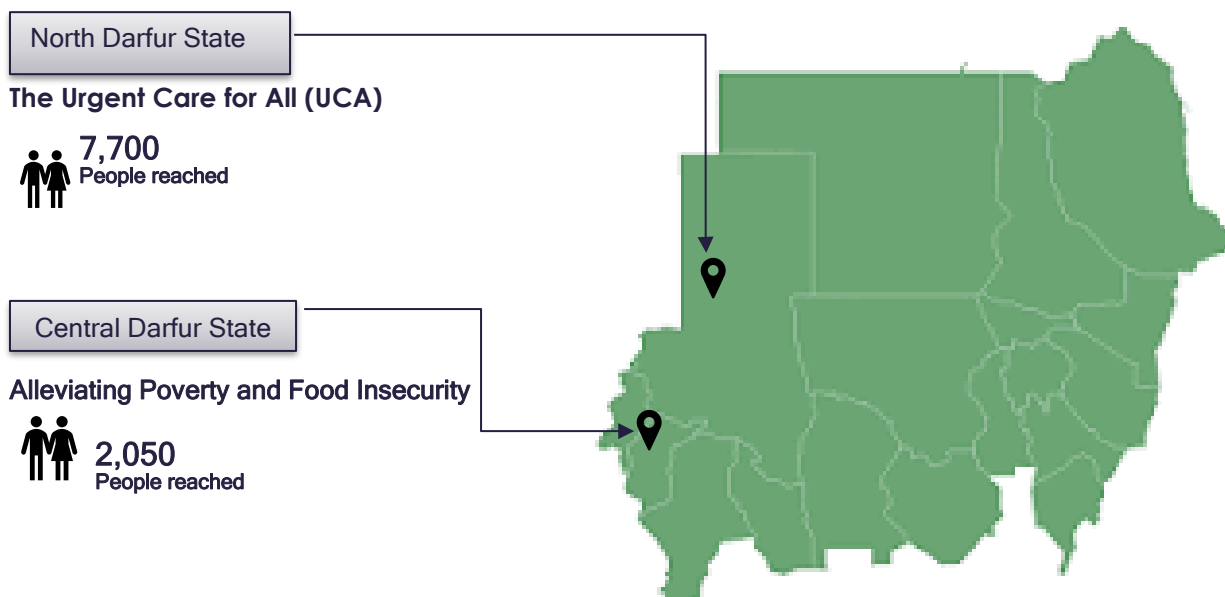 North Darfur State
The Urgent Care for All (UCA)
7,700
People reached
Central Darfur State
Alleviating Poverty and Food Insecurity
2,050
People reached